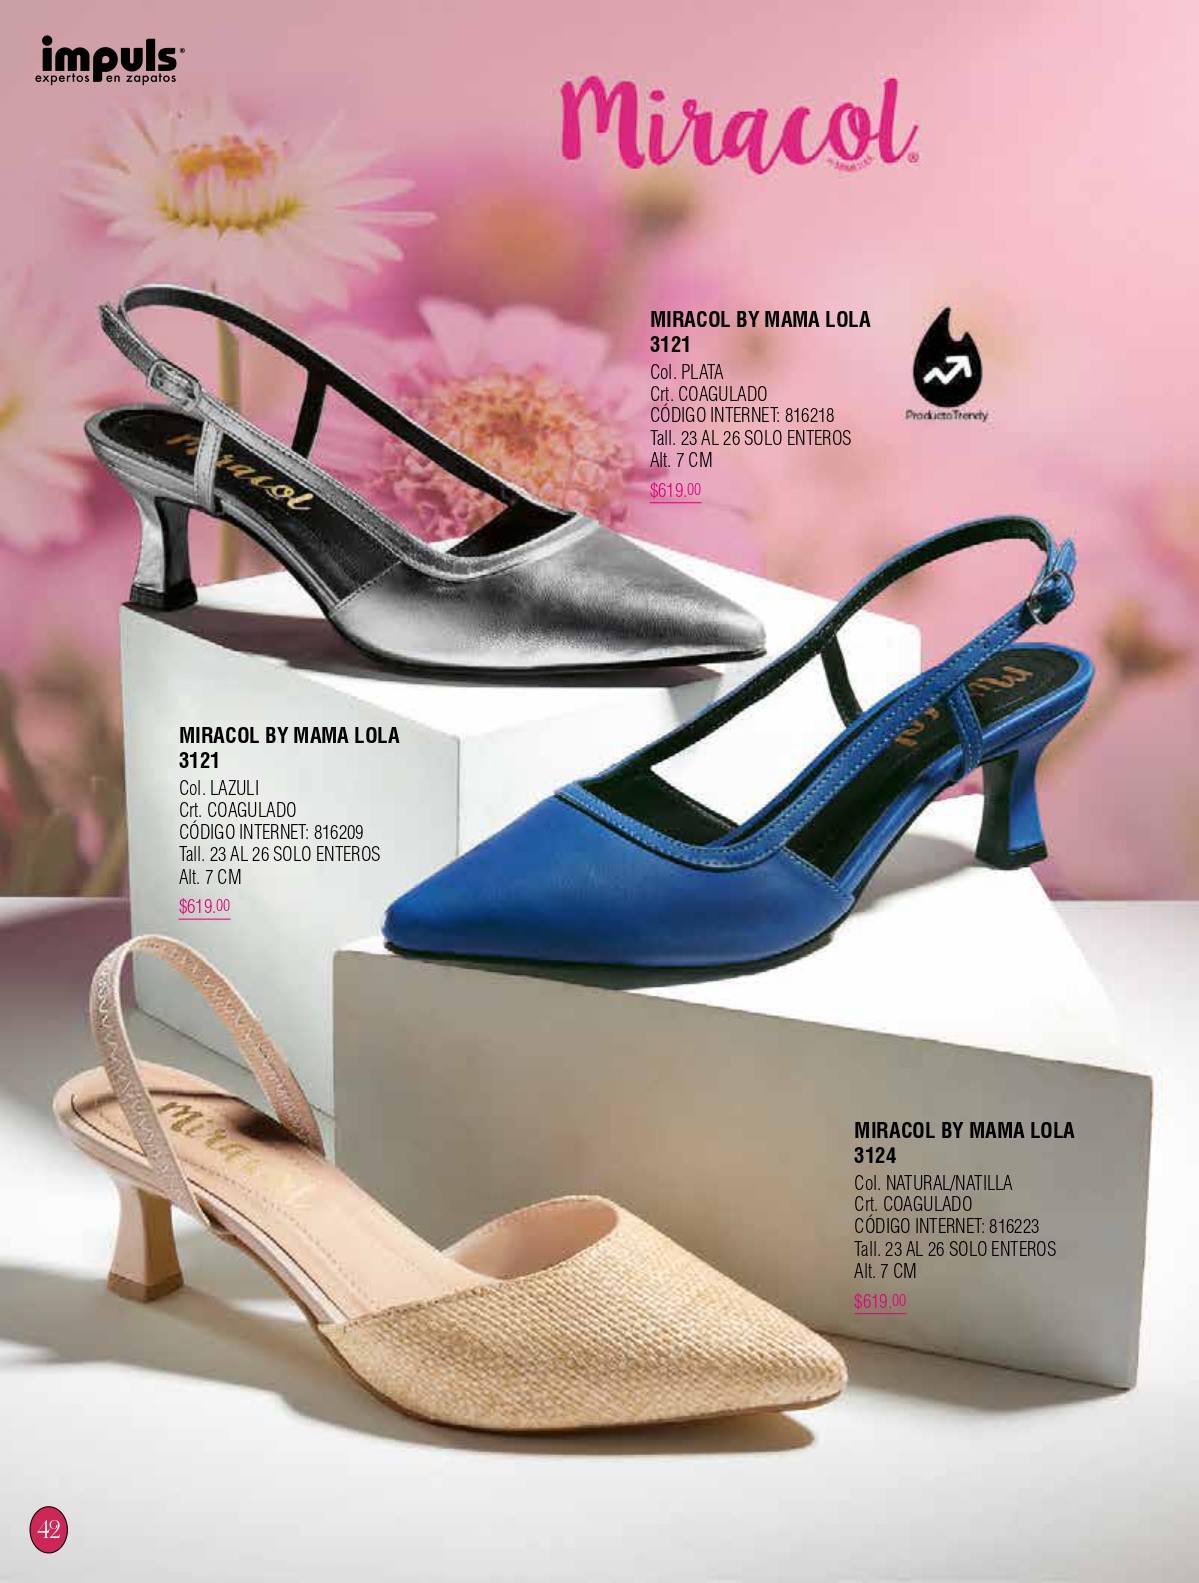 impuls®
expertos en zapatos
Miracol®
MIRACOL BY MAMA LOLA
3121
Col. PLATA
Crt. COAGULADO
CÓDIGO INTERNET: 816218
Tall. 23 AL 26 SOLO ENTEROS
Alt. 7 CM
$619.00
Producto Trendy
Miracol
MIRACOL BY MAMA LOLA
3121
Col. LAZULI
Crt. COAGULADO
CÓDIGO INTERNET: 816209
Tall. 23 AL 26 SOLO ENTEROS
Alt. 7 CM
$619.00
Miracol
Miracol
MIRACOL BY MAMA LOLA
3124
Col. NATURAL/NATILLA
Crt. COAGULADO
CÓDIGO INTERNET: 816223
Tall. 23 AL 26 SOLO ENTEROS
Alt. 7 CM
$619.00
42